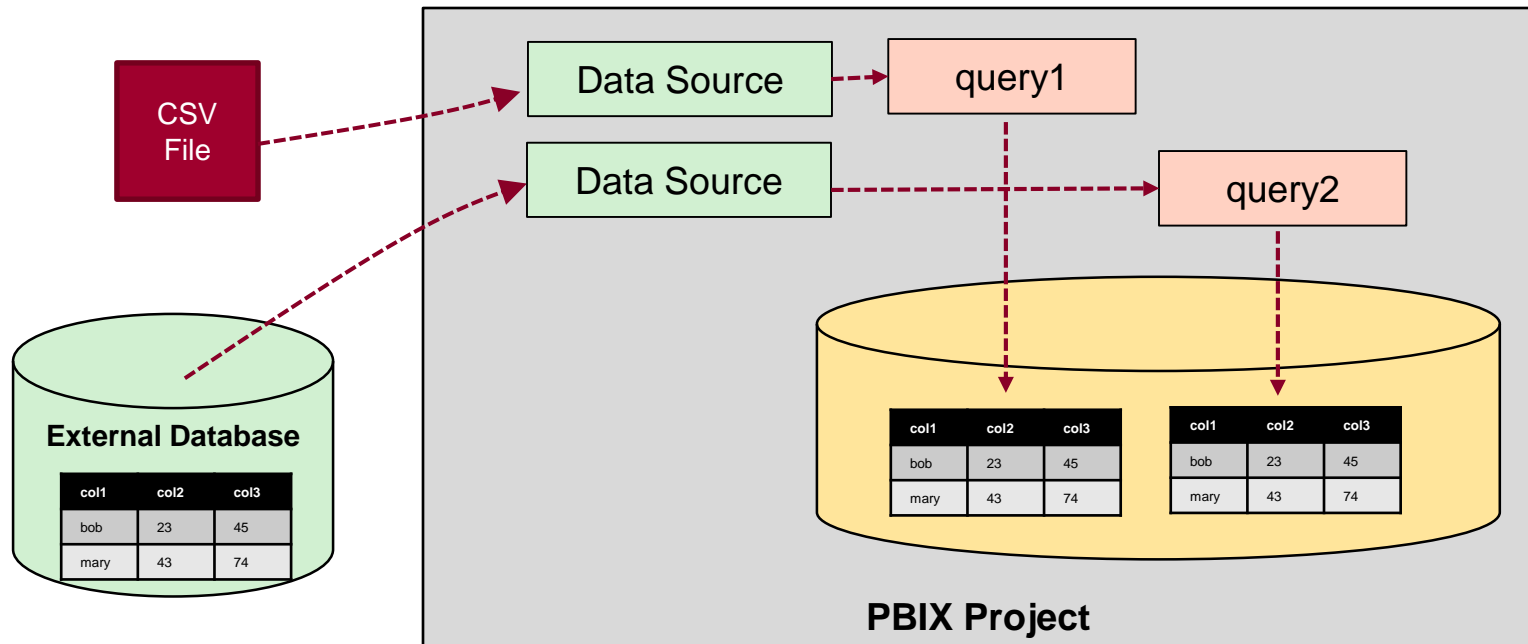 CSV
File
Data Source
query1
Data Source
query2
External Database
col1 col2 col3
bob 23 45
mary 43 74
col1 col2 col3
bob 23 45
mary 43 74
col1 col2 col3
bob 23 45
mary 43 74
PBIX Project